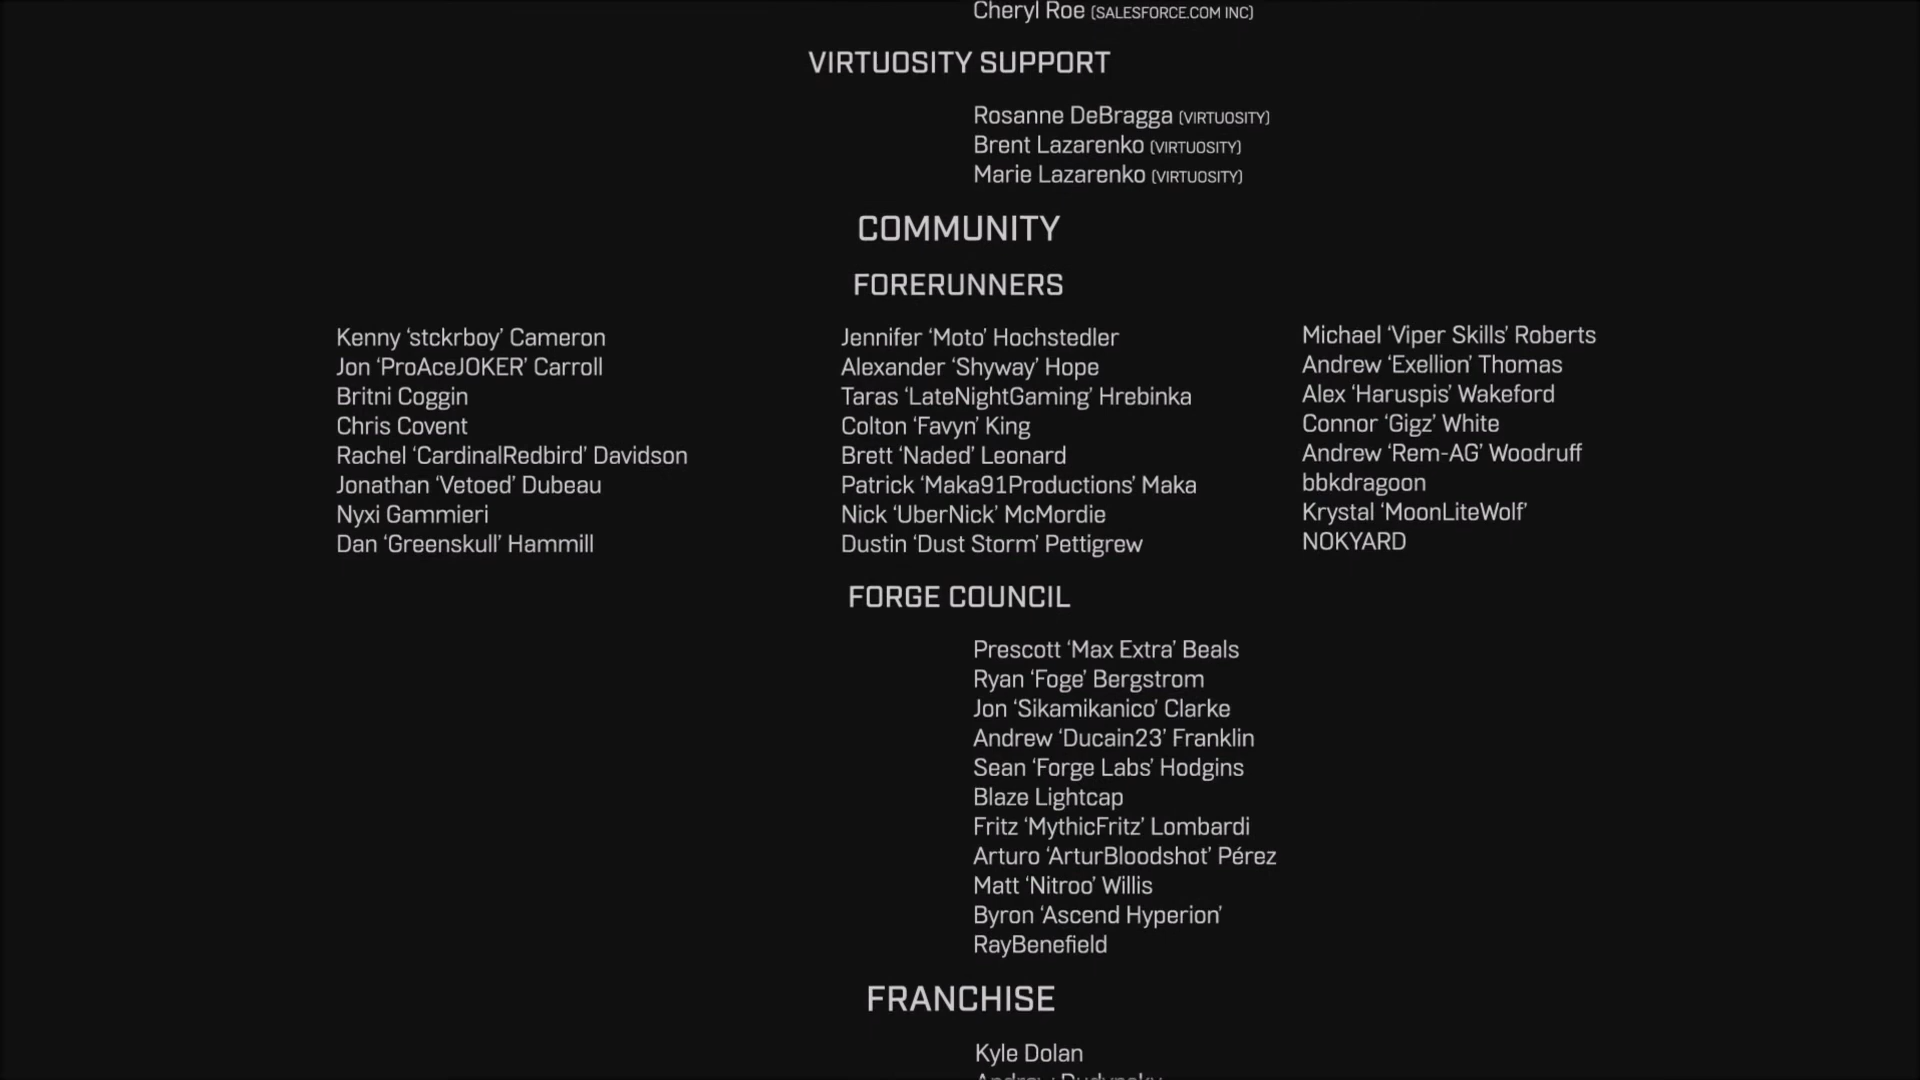 Cheryl Roe (SALESFORCE.COM INC)
VIRTUOSITY SUPPORT
Rosanne DeBragga (VIRTUOSITY)
Brent Lazarenko (VIRTUOSITY)
Marie Lazarenko (VIRTUOSITY)
COMMUNITY
FORERUNNERS
Kenny ‘stckrboy’ Cameron
Jon ‘ProAceJOKER’ Carroll
Britni Coggin
Chris Covent
Rachel ‘CardinalRedbird’ Davidson
Jonathan ‘Vetoed’ Dubeau
Nyxi Gammieri
Dan ‘Greenskull’ Hammill
Jennifer ‘Moto’ Hochstedler
Alexander ‘Shyway’ Hope
Taras ‘LateNightGaming’ Hrebinka
Colton ‘Favyn’ King
Brett ‘Naded’ Leonard
Patrick ‘Maka91Productions’ Maka
Nick ‘UberNick’ McMordie
Dustin ‘Dust Storm’ Pettigrew
Michael ‘Viper Skills’ Roberts
Andrew ‘Exellion’ Thomas
Alex ‘Haruspis’ Wakeford
Connor ‘Gigz’ White
Andrew ‘Rem-AG’ Woodruff
bbkdragoon
Krystal ‘MoonLiteWolf’
NOKYARD
FORGE COUNCIL
Prescott ‘Max Extra’ Beals
Ryan ‘Foge’ Bergstrom
Jon ‘Sikamikanico’ Clarke
Andrew ‘Ducain23’ Franklin
Sean ‘Forge Labs’ Hodgins
Blaze Lightcap
Fritz ‘MythicFritz’ Lombardi
Arturo ‘ArturBloodshot’ Pérez
Matt ‘Nitroo’ Willis
Byron ‘Ascend Hyperion’
RayBenefield
FRANCHISE
Kyle Dolan